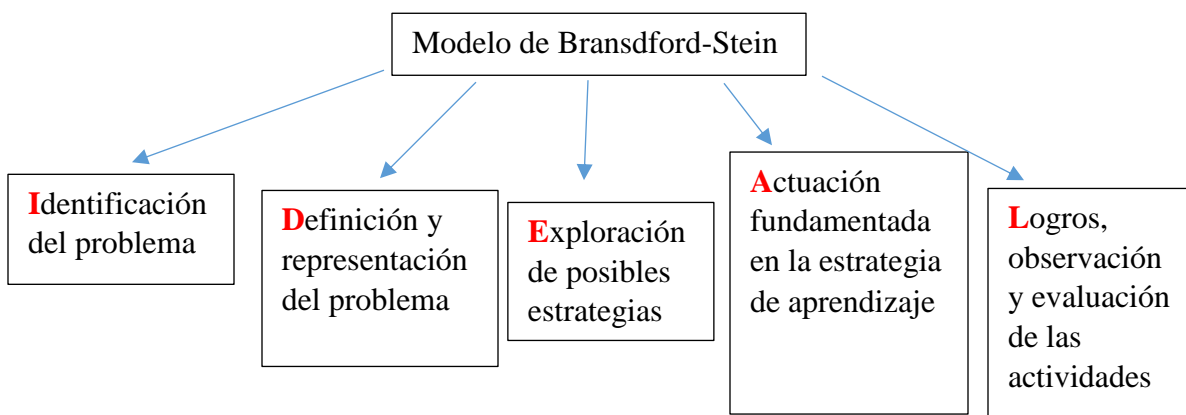 Modelo de Bransdford-Stein
Identificación
del problema
Definición y
representación
del problema
Exploración
de posibles
estrategias
Actuación
fundamentada
en la estrategia
de aprendizaje
Logros,
observación
y evaluación
de las
actividades